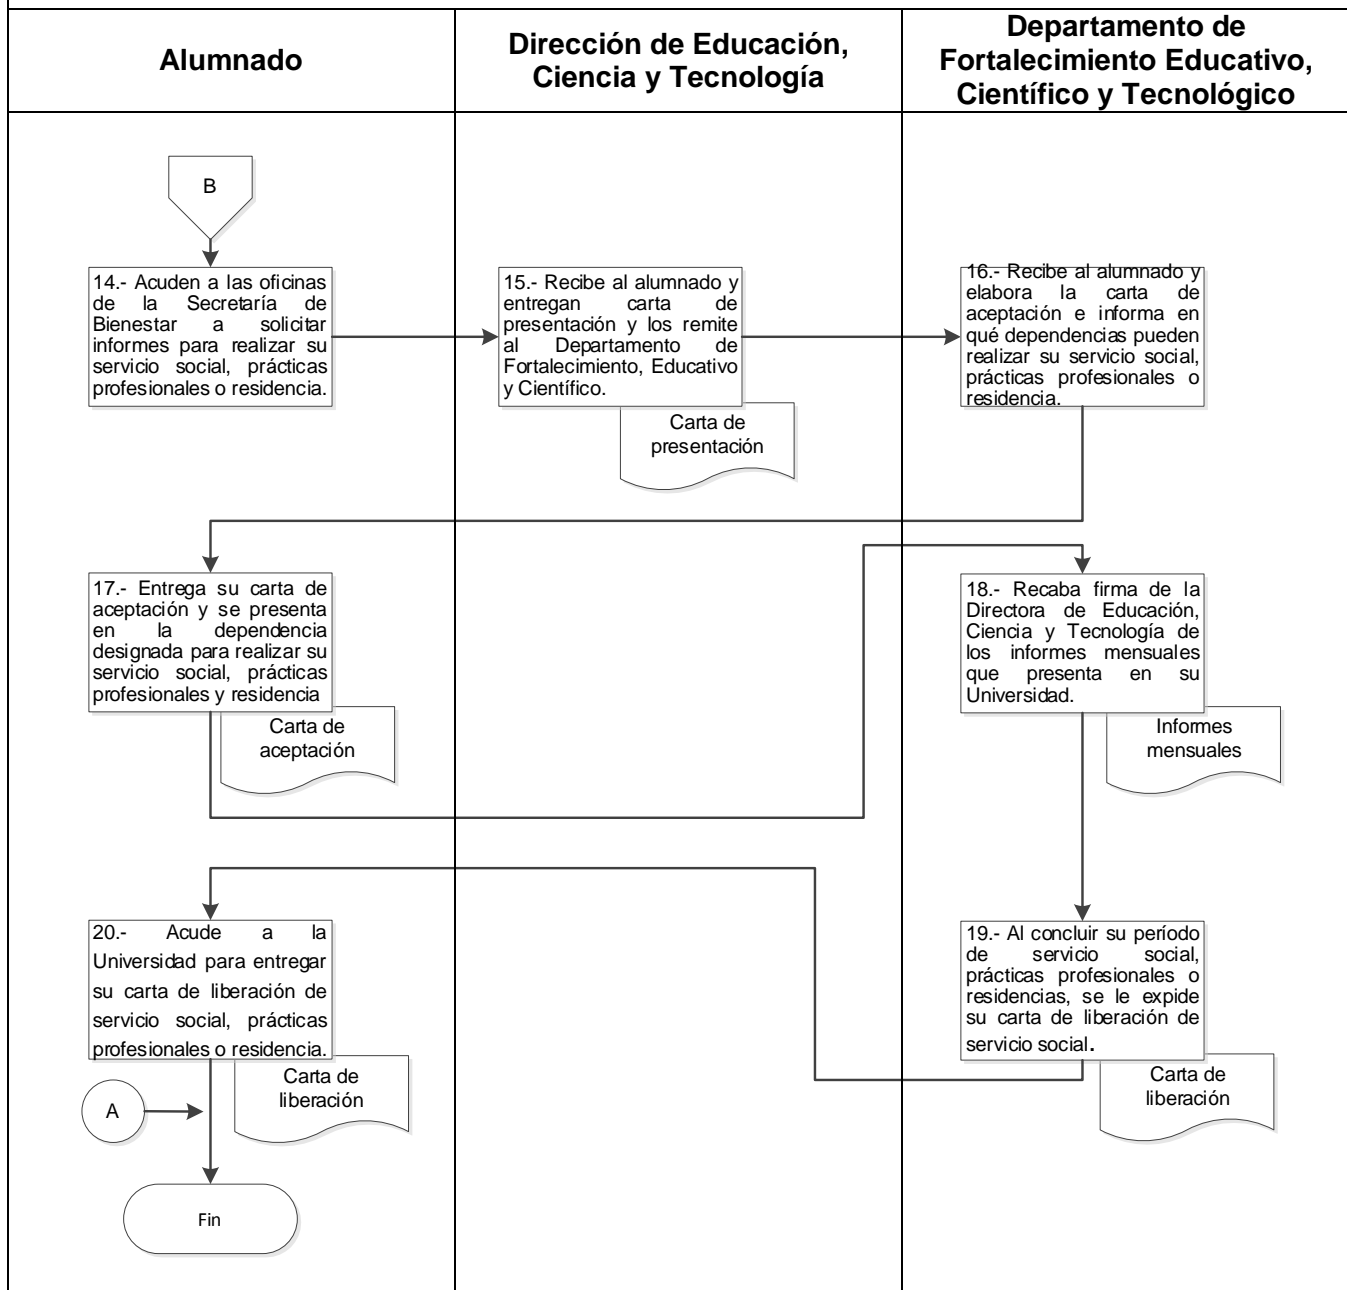 Alumnado
Dirección de Educación,
Ciencia y Tecnología
Departamento de
Fortalecimiento Educativo,
Científico y Tecnológico
B
14.- Acuden a las oficinas
de la Secretaría de
Bienestar a solicitar
informes para realizar su
servicio social, prácticas
profesionales o residencia.
15.- Recibe al alumnado y
entregan carta de
presentación y los remite
al Departamento de
Fortalecimiento, Educativo
y Científico.
Carta de
presentación
16.- Recibe al alumnado y
elabora la carta de
aceptación e informa en
qué dependencias pueden
realizar su servicio social,
prácticas profesionales o
residencia.
17.- Entrega su carta de
aceptación y se presenta
en la dependencia
designada para realizar su
servicio social, prácticas
profesionales y residencia
Carta de
aceptación
18.- Recaba firma de la
Directora de Educación,
Ciencia y Tecnología de
los informes mensuales
que presenta en su
Universidad.
Informes
mensuales
19.- Al concluir su período
de servicio social,
prácticas profesionales o
residencias, se le expide
su carta de liberación de
servicio social.
Carta de
liberación
20.- Acude a la
Universidad para entregar
su carta de liberación de
servicio social, prácticas
profesionales o residencia.
Carta de
liberación
A
Fin